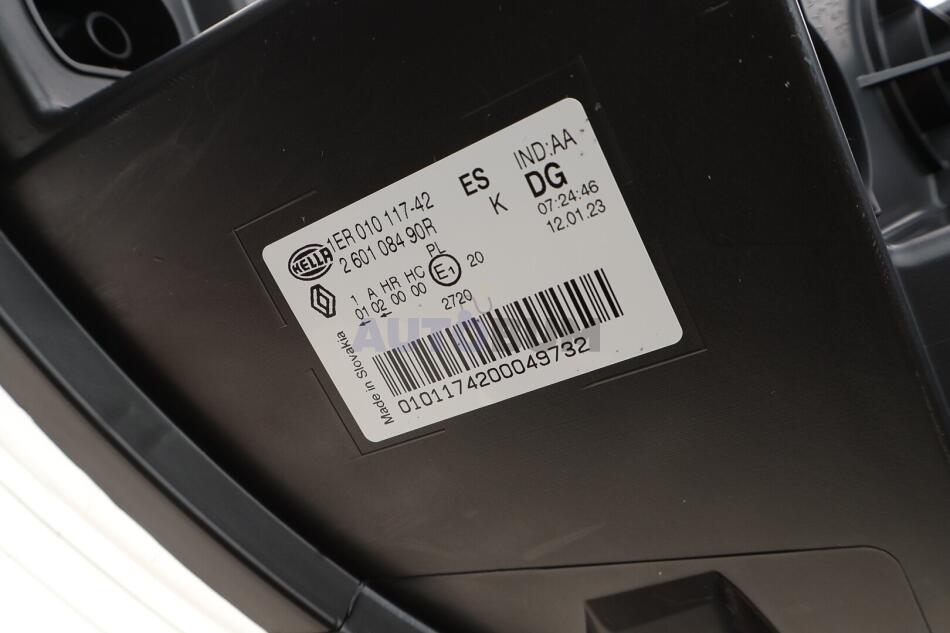 HELLA
1ER 010 117-42
2 601 084 90R
ES
IND:AA
K
DG
07:24:46
12.01.23
1 A HR HC PL
01 02 00 00
E1
20
2720
Made in Slovakia
0101174200049732